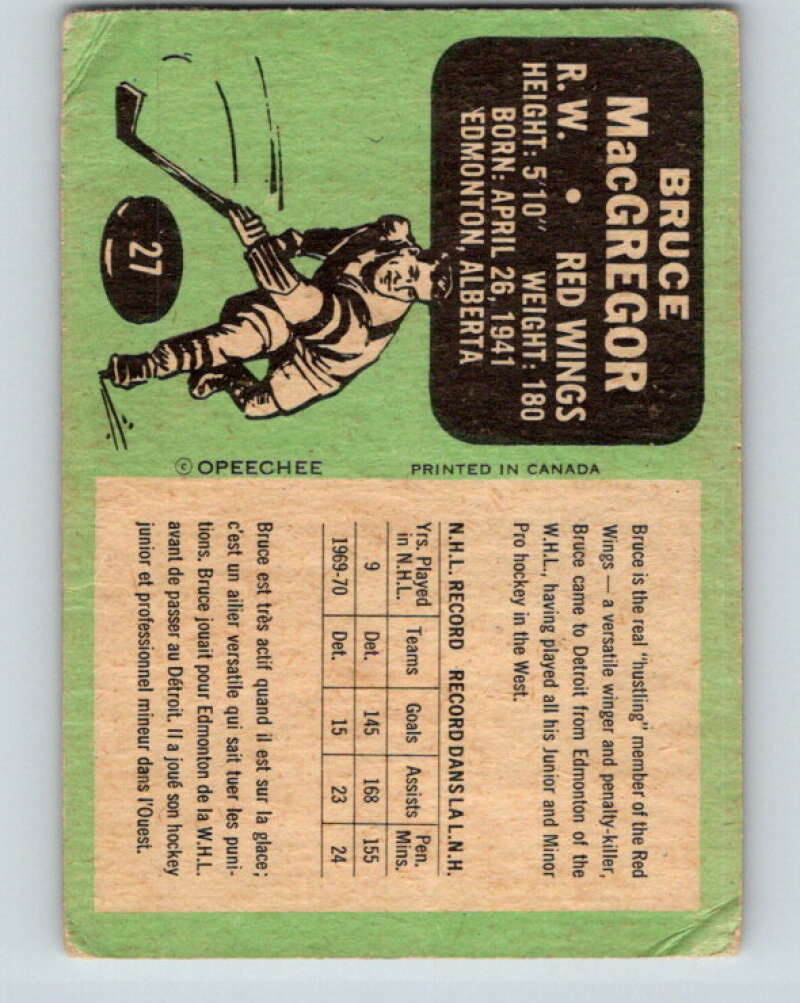 BRUCE
MacGREGOR
R.W. • RED WINGS
HEIGHT: 5'10" WEIGHT: 180
BORN: APRIL 26, 1941
EDMONTON, ALBERTA
27
© OPEECHEE PRINTED IN CANADA
Bruce is the real "hustling" member of the Red
Wings — a versatile winger and penalty-killer,
Bruce came to Detroit from Edmonton of the
W.H.L., having played all his Junior and Minor
Pro hockey in the West.
N.H.L. RECORD RECORD DANS LA L.N.H.
Yrs. Played in N.H.L. Teams Goals Assists Pen. Mins.
9 Det. 145 168 155
1969-70 Det. 15 23 24
Bruce est très actif quand il est sur la glace;
c'est un ailier versatile qui sait tuer les puni-
tions. Bruce jouait pour Edmonton de la W.H.L.
avant de passer au Détroit. Il a joué son hockey
junior et professionnel mineur dans l'Ouest.